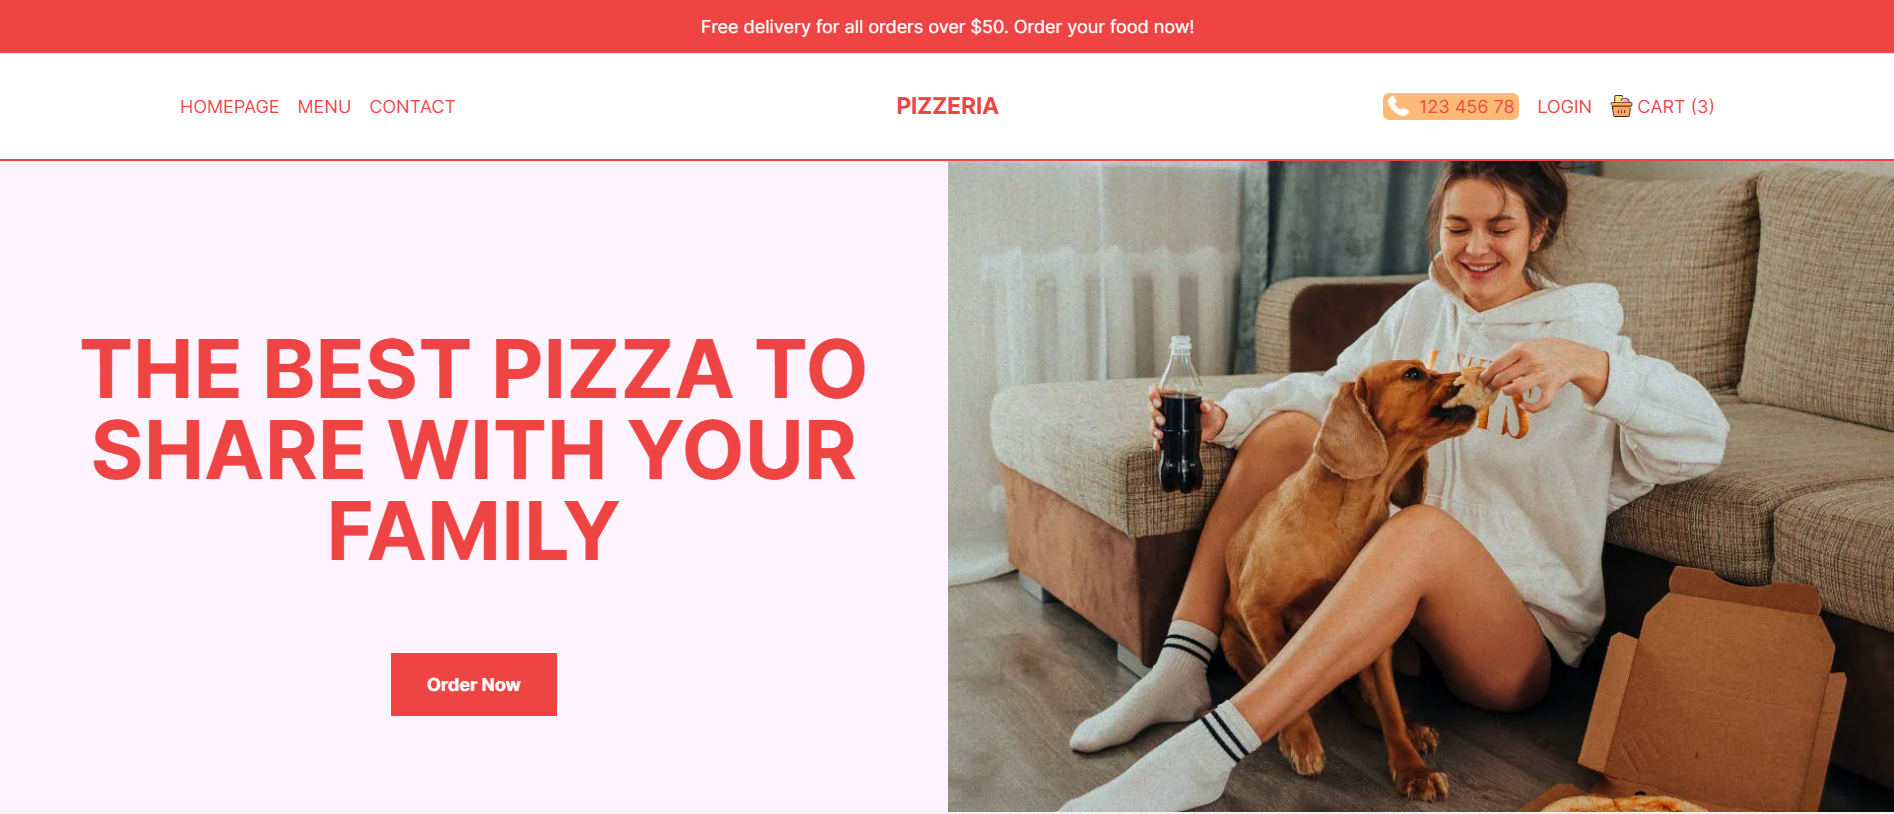 Free delivery for all orders over $50. Order your food now!
HOMEPAGE MENU CONTACT
PIZZERIA
123 456 78 LOGIN CART (3)
THE BEST PIZZA TO
SHARE WITH YOUR
FAMILY
Order Now